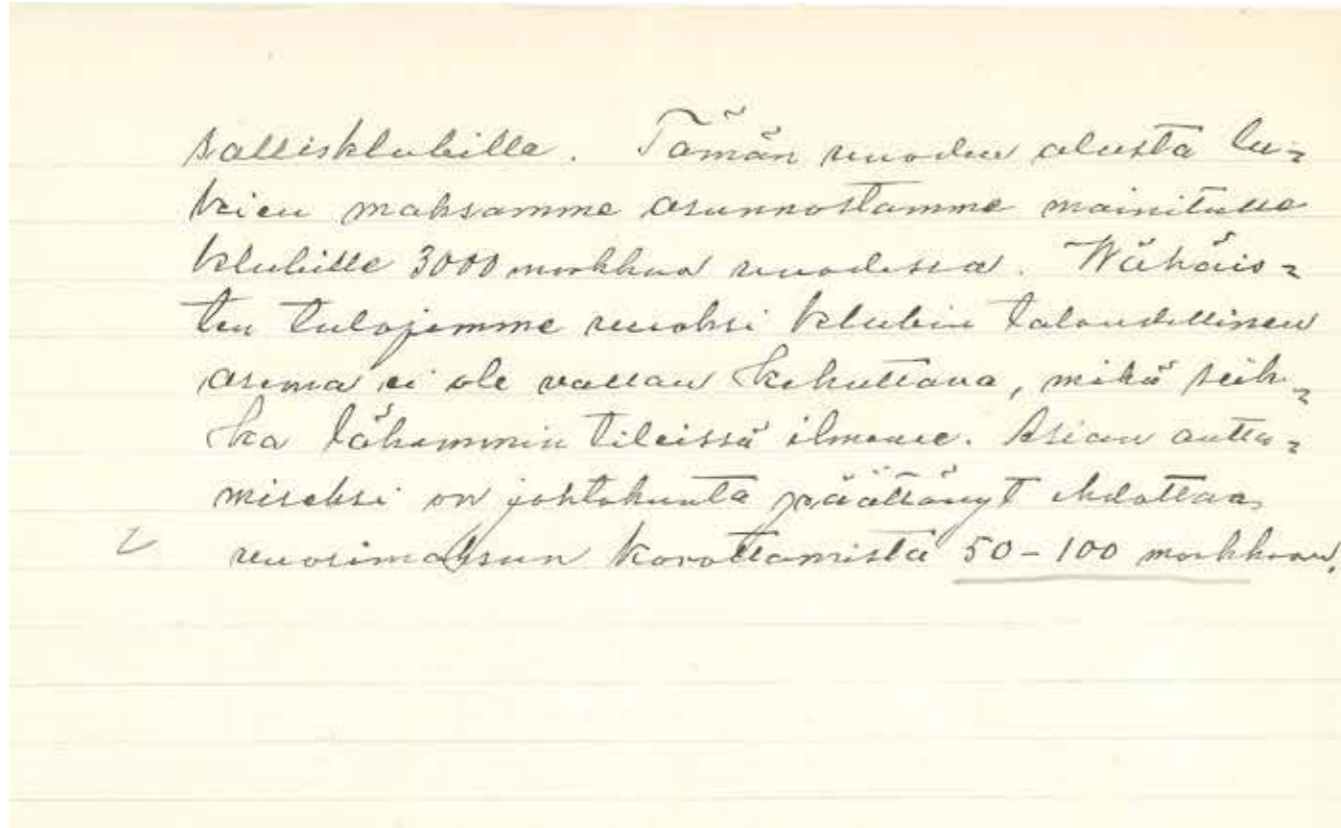 salliskluhille. Tämän vuoden alusta lu=
kien maksamme asunnostamme mainitulle
klubille 3000 markkaa vuodessa. Wähäis=
ten tulojemme vuoksi klubin taloudellinen
asema ei ole vallan kehuttava, mikä seik=
ka lähemmin tileissä ilmenee. Asian autta=
miseksi on johtokunta päättänyt ehdottaa
vuosimaksun korottamista 50-100 markkaan.